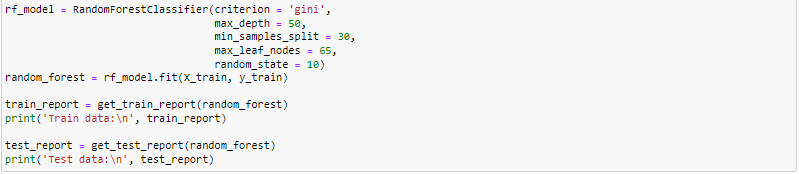 rf_model = RandomForestClassifier(criterion = 'gini',
                                  max_depth = 50,
                                  min_samples_split = 30,
                                  max_leaf_nodes = 65,
                                  random_state = 10)
random_forest = rf_model.fit(X_train, y_train)

train_report = get_train_report(random_forest)
print('Train data:\n', train_report)

test_report = get_test_report(random_forest)
print('Test data:\n', test_report)